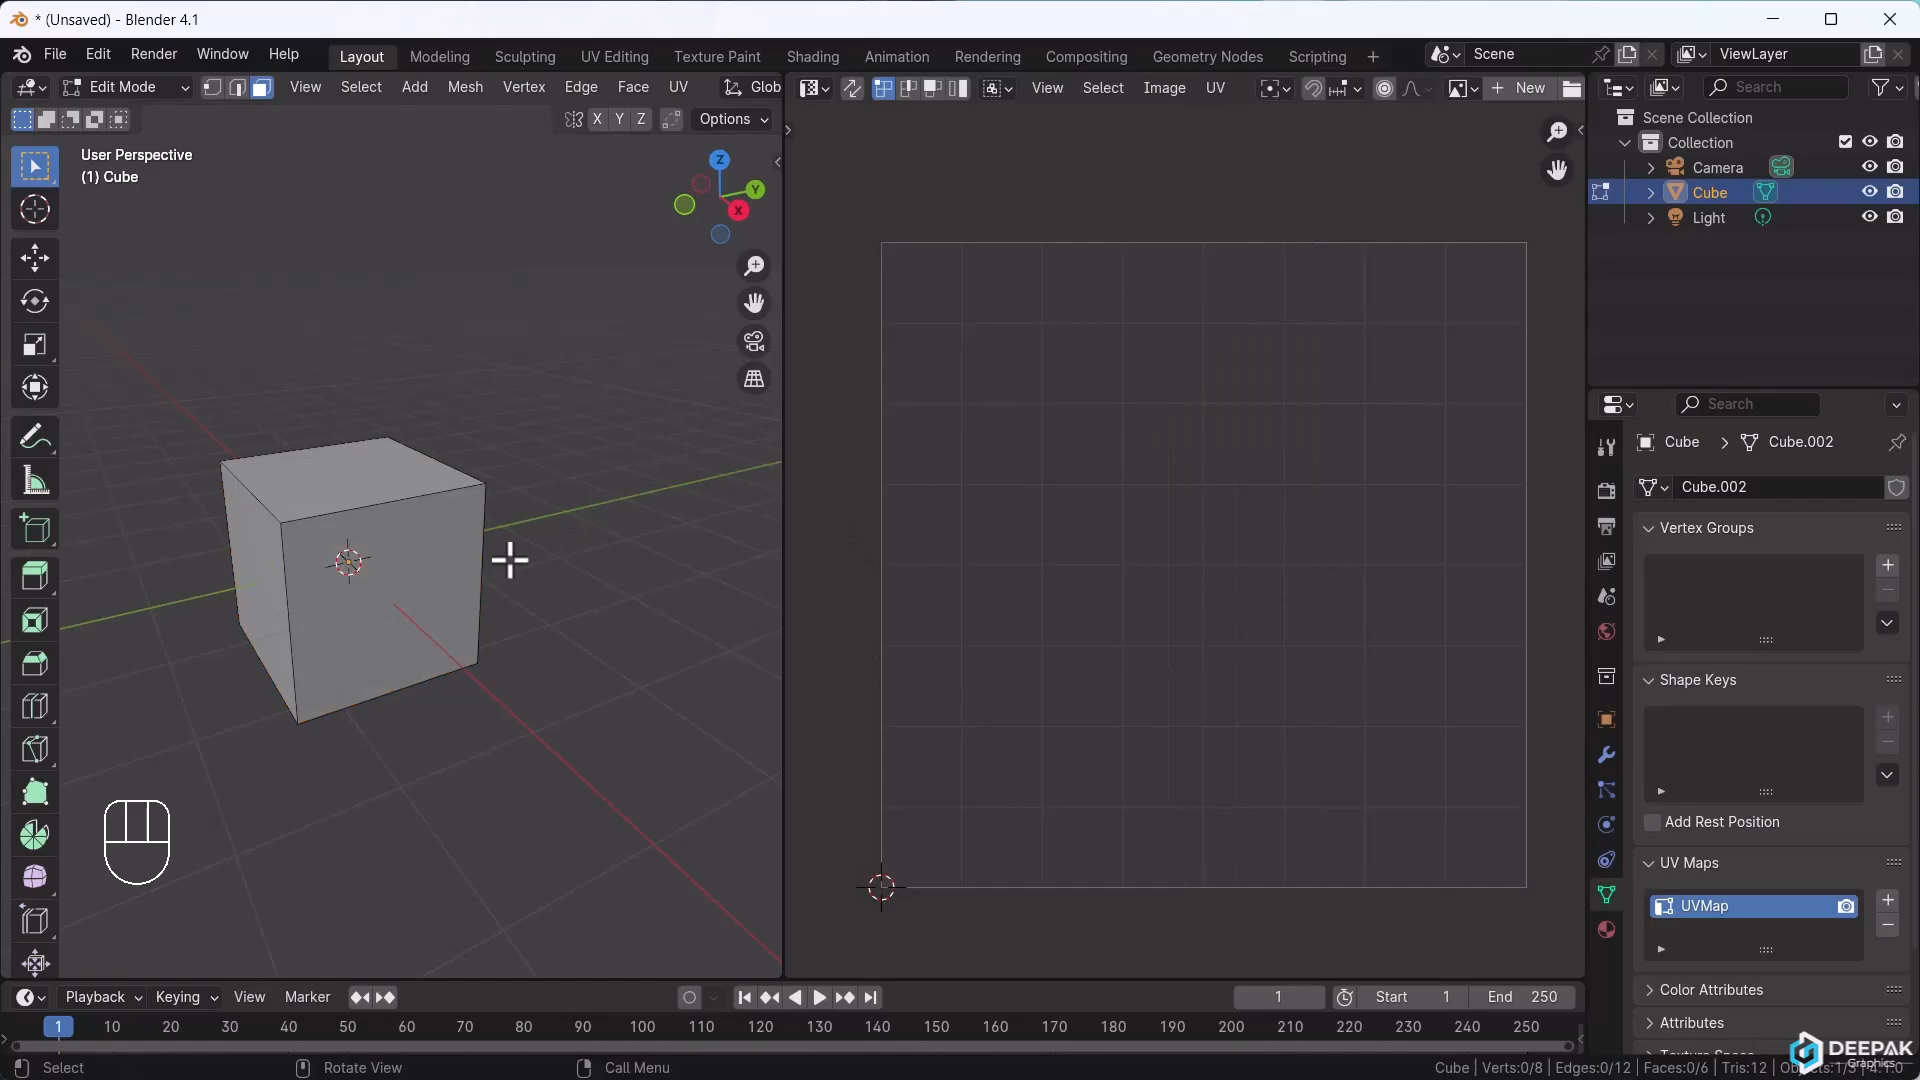 * (Unsaved) - Blender 4.1
File Edit Render Window Help Layout Modeling Sculpting UV Editing Texture Paint Shading Animation Rendering Compositing Geometry Nodes Scripting + Scene ViewLayer
Edit Mode View Select Add Mesh Vertex Edge Face UV Glob View Select Image UV + New Search
X Y Z Options
User Perspective
(1) Cube
Z
Y
X
Scene Collection
Collection
Camera
Cube
Light
Search
Cube > Cube.002
Cube.002
Vertex Groups
Shape Keys
Add Rest Position
UV Maps
UVMap
Color Attributes
Attributes
Playback Keying View Marker 1 Start 1 End 250
1 10 20 30 40 50 60 70 80 90 100 110 120 130 140 150 160 170 180 190 200 210 220 230 240 250
Select Rotate View Call Menu Cube | Verts:0/8 | Edges:0/12 | Faces:0/6 | Tris:12 |
DEEPAK
Graphics